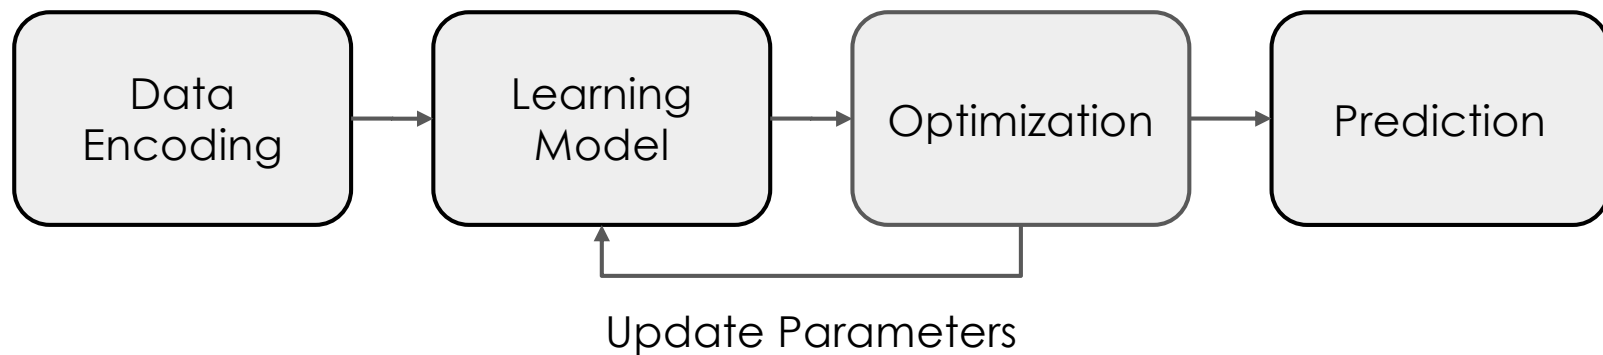 Data
Encoding
Learning
Model
Optimization
Prediction
Update Parameters